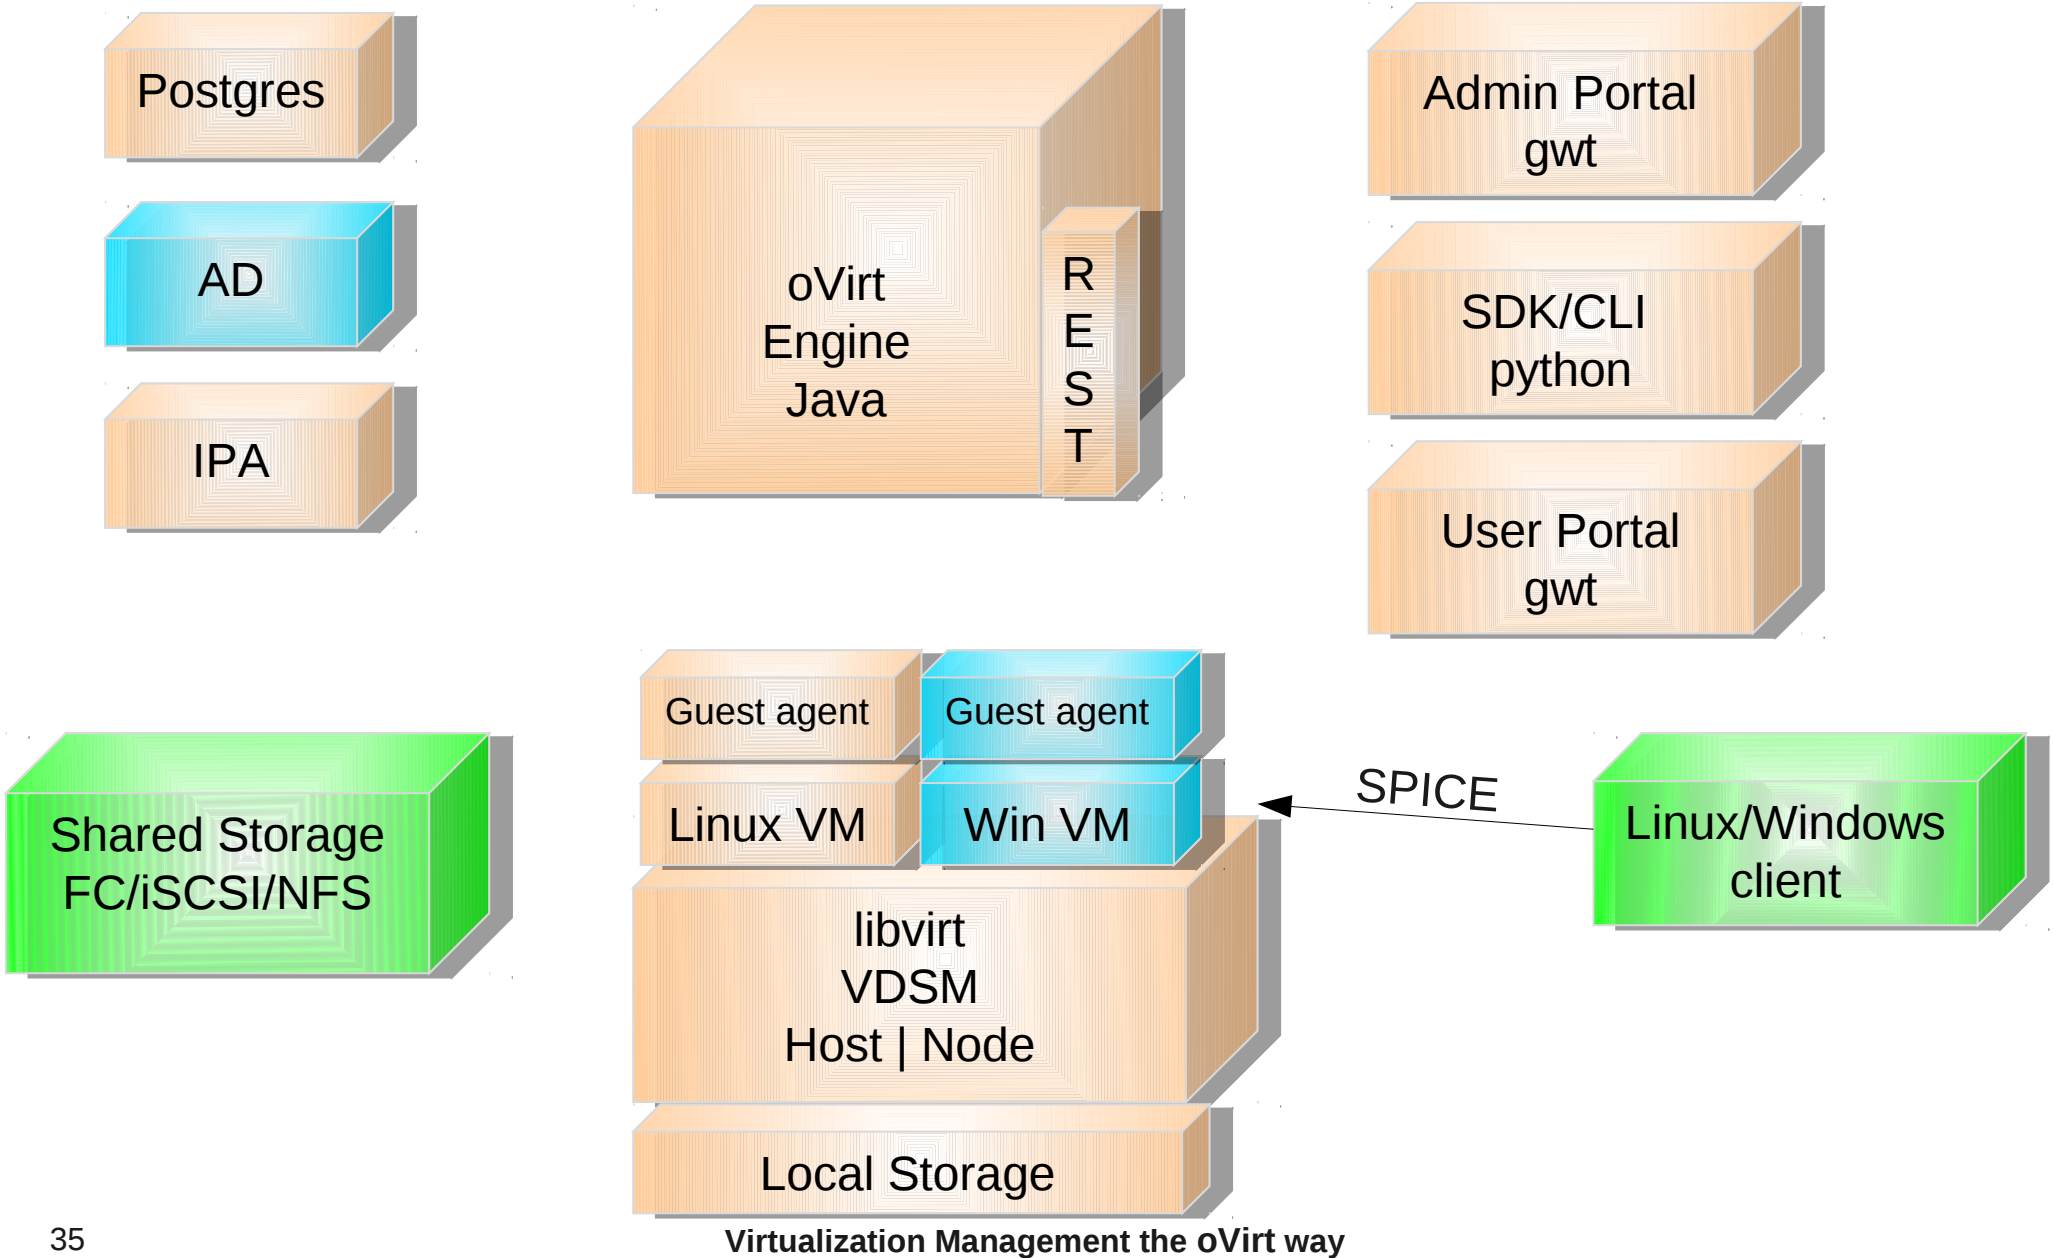 Postgres
AD
IPA
oVirt
Engine
Java
R
E
S
T
Admin Portal
gwt
SDK/CLI
python
User Portal
gwt
Shared Storage
FC/iSCSI/NFS
Guest agent
Guest agent
Linux VM
Win VM
libvirt
VDSM
Host | Node
Local Storage
SPICE
Linux/Windows
client
35
Virtualization Management the oVirt way